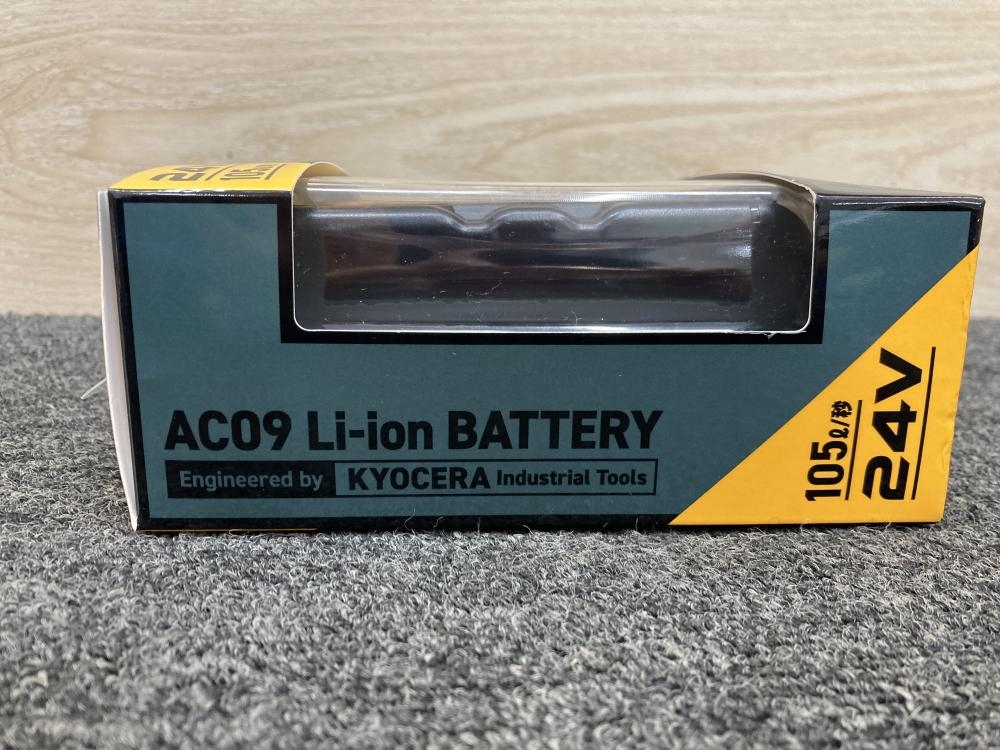 AC09 Li-ion BATTERY
Engineered by KYOCERA Industrial Tools
105ℓ/秒
24V